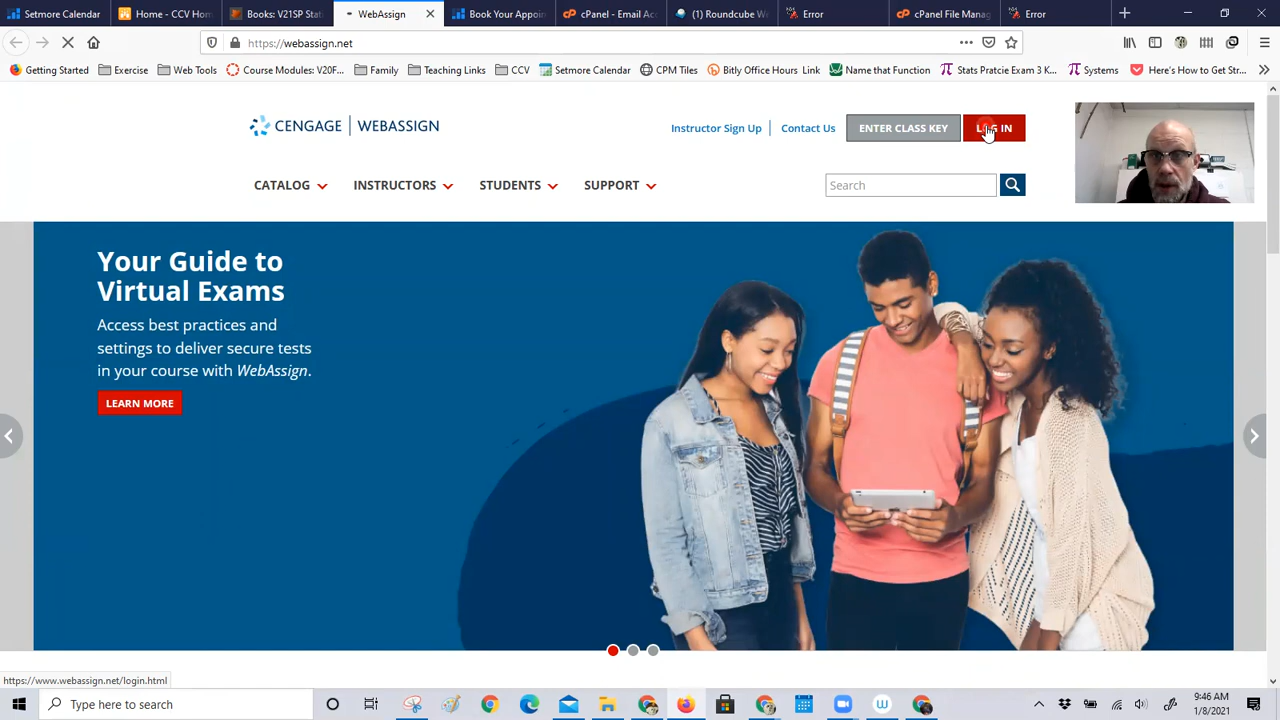 Setmore Calendar
Home - CCV Hom
Books: V21SP Stat
WebAssign
Book Your Appoin
cPanel - Email Acc
(1) Roundcube We
Error
cPanel File Manag
Error
https://webassign.net
Getting Started
Exercise
Web Tools
Course Modules: V20F...
Family
Teaching Links
CCV
Setmore Calendar
CPM Tiles
Bitly Office Hours Link
Name that Function
Stats Pratcie Exam 3 K...
Systems
Here's How to Get Str...
CENGAGE | WEBASSIGN
Instructor Sign Up
Contact Us
ENTER CLASS KEY
LOG IN
CATALOG
INSTRUCTORS
STUDENTS
SUPPORT
Search
Your Guide to
Virtual Exams
Access best practices and
settings to deliver secure tests
in your course with WebAssign.
LEARN MORE
https://www.webassign.net/login.html
Type here to search
9:46 AM
1/8/2021